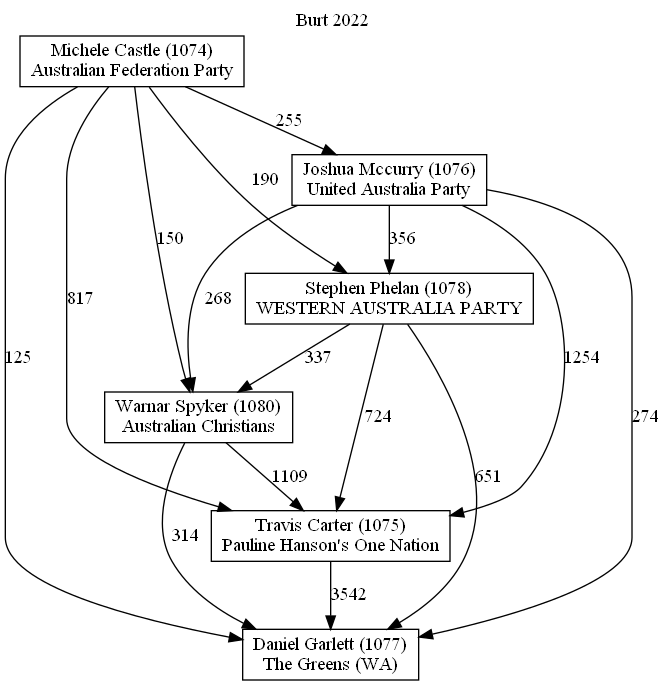 Burt 2022
Michele Castle (1074)
Australian Federation Party
255
Joshua Mccurry (1076)
United Australia Party
190
150
356
268
817
Stephen Phelan (1078)
WESTERN AUSTRALIA PARTY
125
337
1254
Warnar Spyker (1080)
Australian Christians
724
274
1109
651
Travis Carter (1075)
Pauline Hanson's One Nation
314
3542
Daniel Garlett (1077)
The Greens (WA)